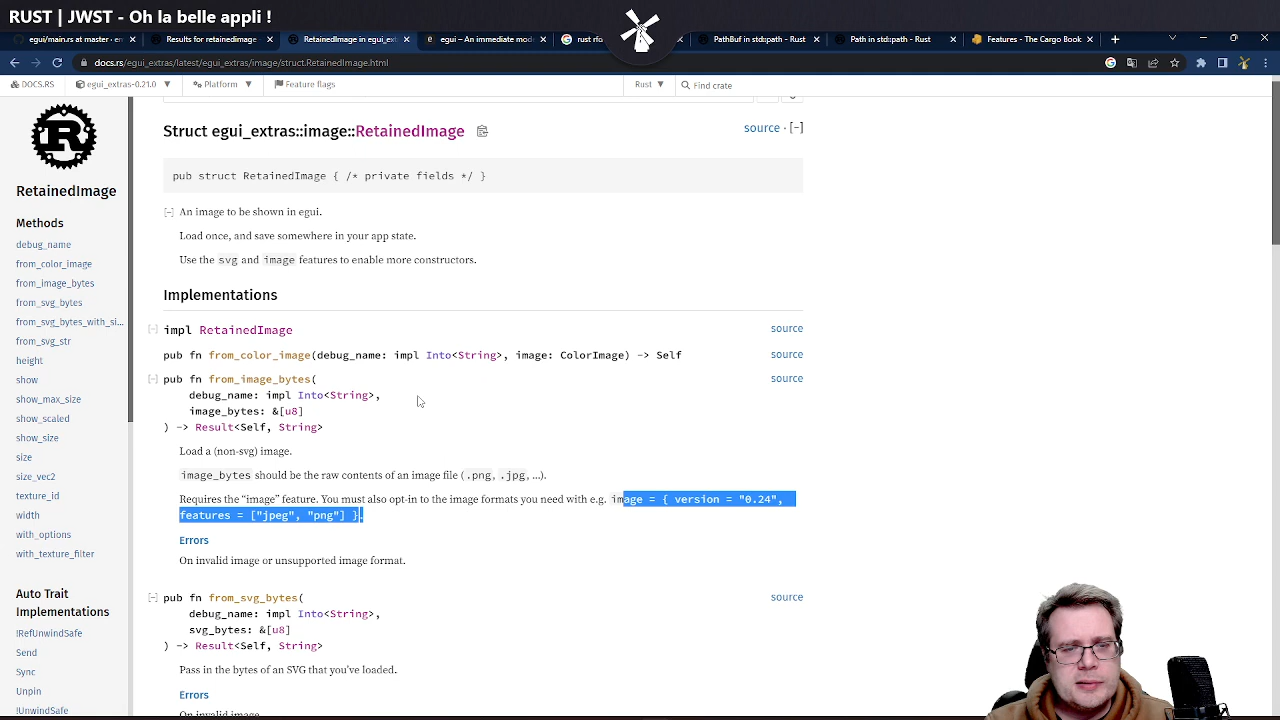 RUST | JWST - Oh la belle appli !
egui/main.rs at master · em
Results for retainedimage
RetainedImage in egui_ext
egui – An immediate mode
rust rfo
PathBuf in std::path - Rust
Path in std::path - Rust
Features - The Cargo Book
docs.rs/egui_extras/latest/egui_extras/image/struct.RetainedImage.html
DOCS.RS
egui_extras-0.21.0
Platform
Feature flags
Rust
Find crate
RetainedImage
Methods
debug_name
from_color_image
from_image_bytes
from_svg_bytes
from_svg_bytes_with_si...
from_svg_str
height
show
show_max_size
show_scaled
show_size
size
size_vec2
texture_id
width
with_options
with_texture_filter
Auto Trait
Implementations
!RefUnwindSafe
Send
Sync
Unpin
!UnwindSafe
Struct egui_extras::image::RetainedImage
source · [-]
pub struct RetainedImage { /* private fields */ }
[-] An image to be shown in egui.
Load once, and save somewhere in your app state.
Use the svg and image features to enable more constructors.
Implementations
[-] impl RetainedImage source
pub fn from_color_image(debug_name: impl Into<String>, image: ColorImage) -> Self source
[-] pub fn from_image_bytes( source
debug_name: impl Into<String>,
image_bytes: &[u8]
) -> Result<Self, String>
Load a (non-svg) image.
image_bytes should be the raw contents of an image file (.png, .jpg, …).
Requires the “image” feature. You must also opt-in to the image formats you need with e.g. image = { version = "0.24",
features = ["jpeg", "png"] }.
Errors
On invalid image or unsupported image format.
[-] pub fn from_svg_bytes( source
debug_name: impl Into<String>,
svg_bytes: &[u8]
) -> Result<Self, String>
Pass in the bytes of an SVG that you’ve loaded.
Errors
On invalid image